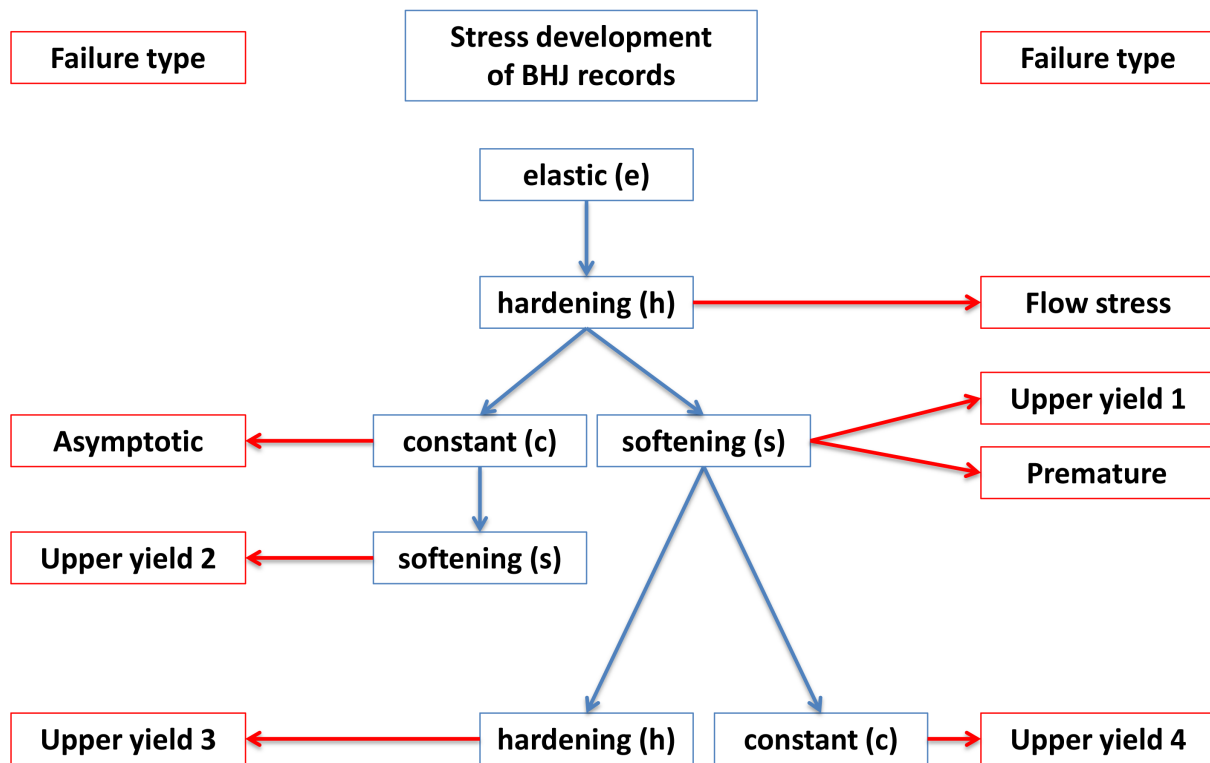 Failure type
Stress development
of BHJ records
Failure type
elastic (e)
hardening (h)
Flow stress
Upper yield 1
Asymptotic
constant (c)
softening (s)
Premature
Upper yield 2
softening (s)
Upper yield 3
hardening (h)
constant (c)
Upper yield 4